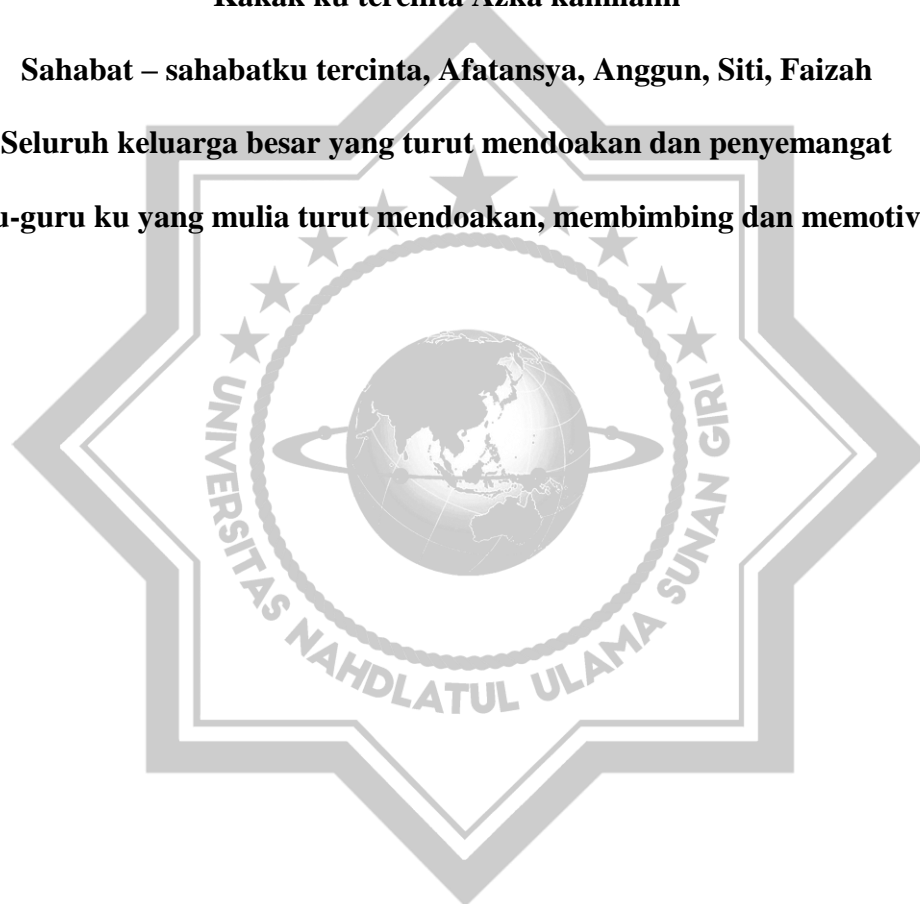 Kakak ku tercinta Azka
Sahabat – sahabatku tercinta, Afatansya, Anggun, Siti, Faizah
Seluruh keluarga besar yang turut mendoakan dan penyemangat
u-guru ku yang mulia turut mendoakan, membimbing dan memotiv
UNIVERSITAS NAHDLATUL ULAMA SUNAN GIRI